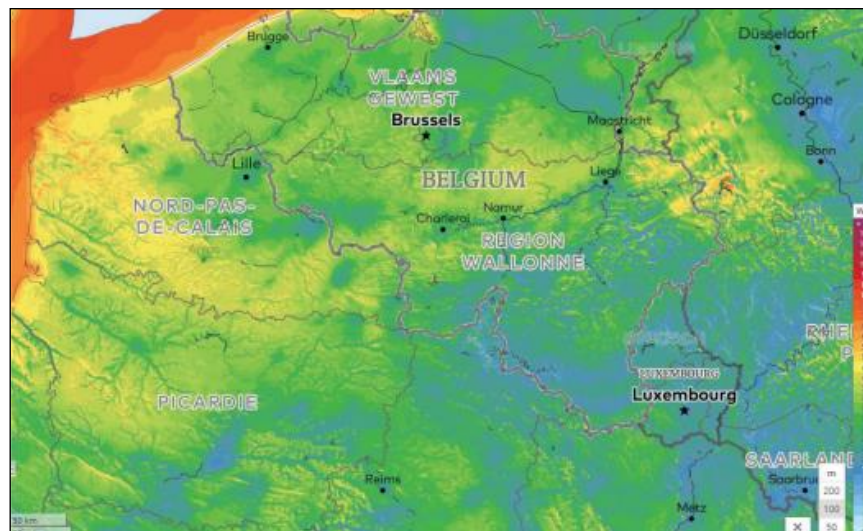 Brugge
Düsseldorf
VLAAMS
GEWEST
Brussels
Maastricht
Cologne
Bonn
Lille
Liege
BELGIUM
NORD-PAS-
DE-CALAIS
Charleroi
Namur
RÉGION
WALLONNE
LUXEMBOURG
Luxembourg
PICARDIE
SAARLAND
Reims
Metz
m
200
100
50